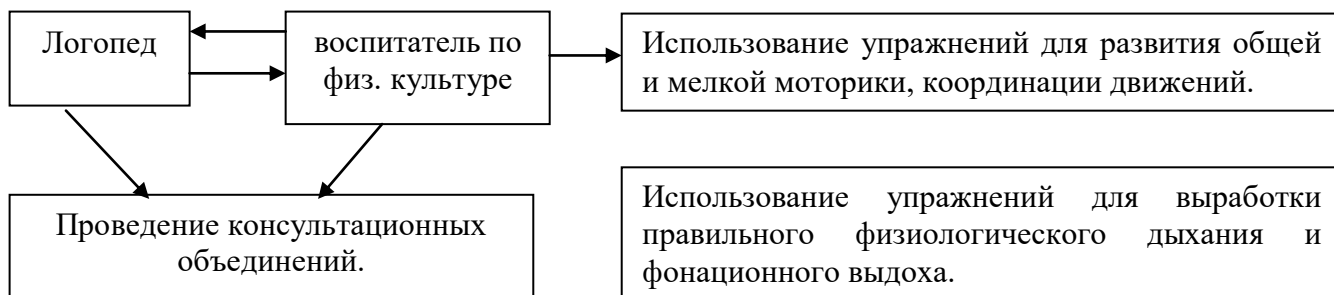 Логопед
воспитатель по
физ. культуре
Использование упражнений для развития общей
и мелкой моторики, координации движений.
Проведение консультационных
объединений.
Использование упражнений для выработки
правильного физиологического дыхания и
фонационного выдоха.